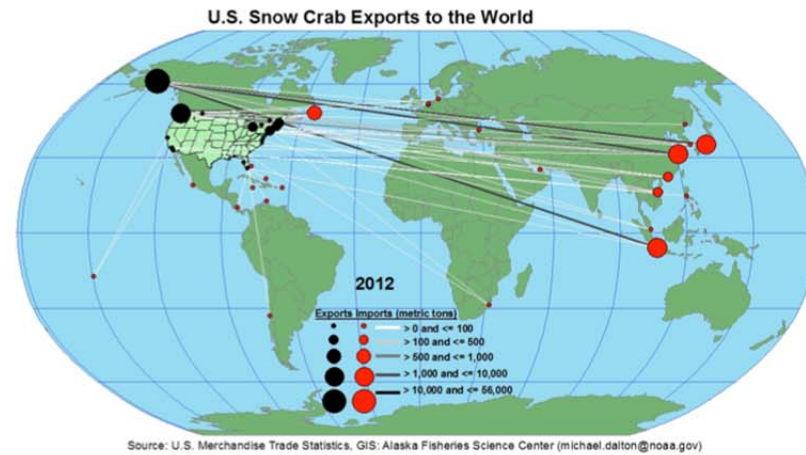 U.S. Snow Crab Exports to the World
2012
Exports Imports (metric tons)
> 0 and <= 100
> 100 and <= 500
> 500 and <= 1,000
> 1,000 and <= 10,000
> 10,000 and <= 56,000
Source: U.S. Merchandise Trade Statistics, GIS: Alaska Fisheries Science Center (michael.dalton@noaa.gov)